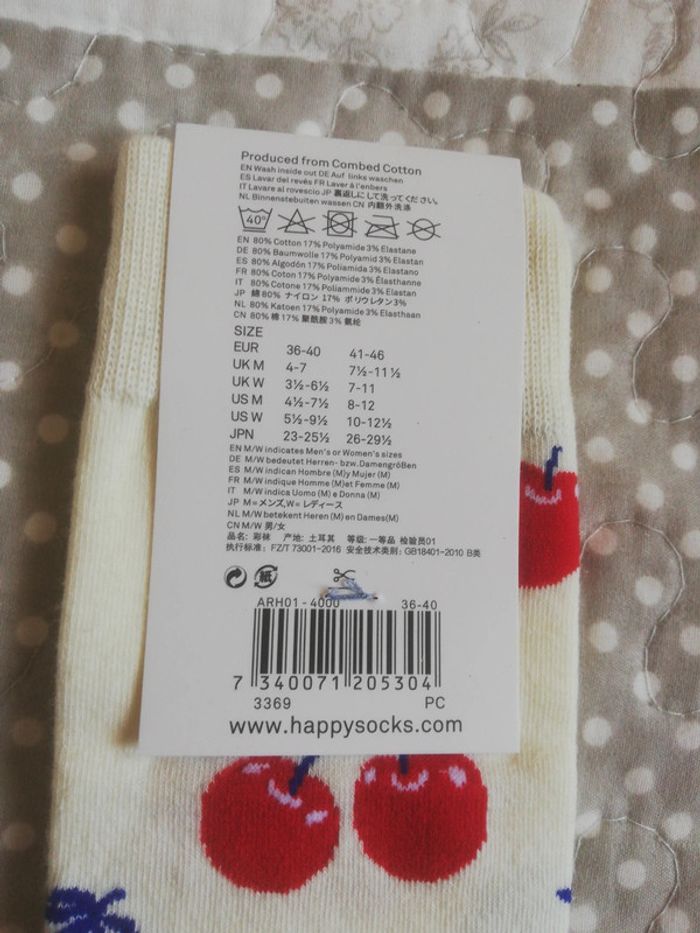 Produced from Combed Cotton
EN Wash inside out DE Auf links waschen
ES Lavar del revés FR Laver à l'enbers
IT Lavare al rovescio JP 裏返しにして洗ってください。
NL Binnenstebuiten wassen CN 内翻外洗涤
40°
EN 80% Cotton 17% Polyamide 3% Elastane
DE 80% Baumwolle 17% Polyamid 3% Elastan
ES 80% Algodón 17% Poliamida 3% Elastano
FR 80% Coton 17% Polyamide 3% Élasthanne
IT 80% Cotone 17% Poliammide 3% Elastan
JP 綿 80% ナイロン 17% ポリウレタン3%
NL 80% Katoen 17% Polyamide 3% Elasthaan
CN 80% 棉 17% 聚酰胺 3% 氨纶
SIZE
EUR 36-40 41-46
UK M 4-7 7½-11½
UK W 3½-6½ 7-11
US M 4½-7½ 8-12
US W 5½-9½ 10-12½
JPN 23-25½ 26-29½
EN M/W indicates Men's or Women's sizes
DE M/W bedeutet Herren- bzw. Damengrößen
ES M/W indican Hombre (M)y Mujer (M)
FR M/W indique Homme (M)et Femme (M)
IT M/W indica Uomo (M) e Donna (M)
JP M=メンズ,W= レディース
NL M/W betekent Heren (M) en Dames(M)
CN M/W 男/女
品名: 彩袜 产地: 土耳其 等级: 一等品 检验员01
执行标准: FZ/T 73001-2016 安全技术类别: GB18401-2010 B类
紙
ARH01-4000 36-40
7 340071 205304
3369 PC
www.happysocks.com